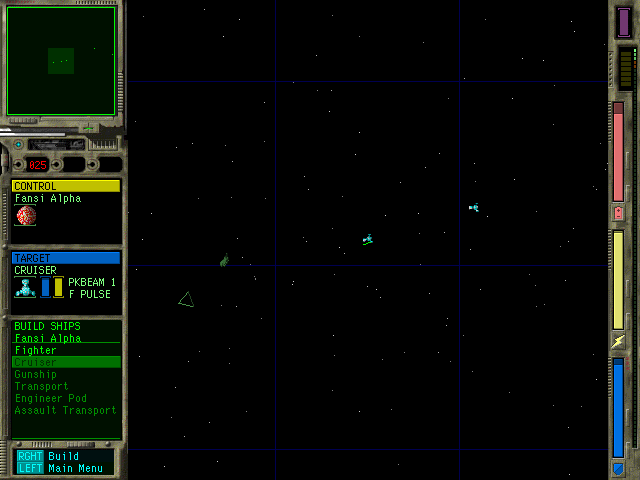 025
CONTROL
Fansi Alpha
TARGET
CRUISER
PKBEAM 1
F PULSE
BUILD SHIPS
Fansi Alpha
Fighter
Cruiser
Gunship
Transport
Engineer Pod
Assault Transport
RGHT Build
LEFT Main Menu